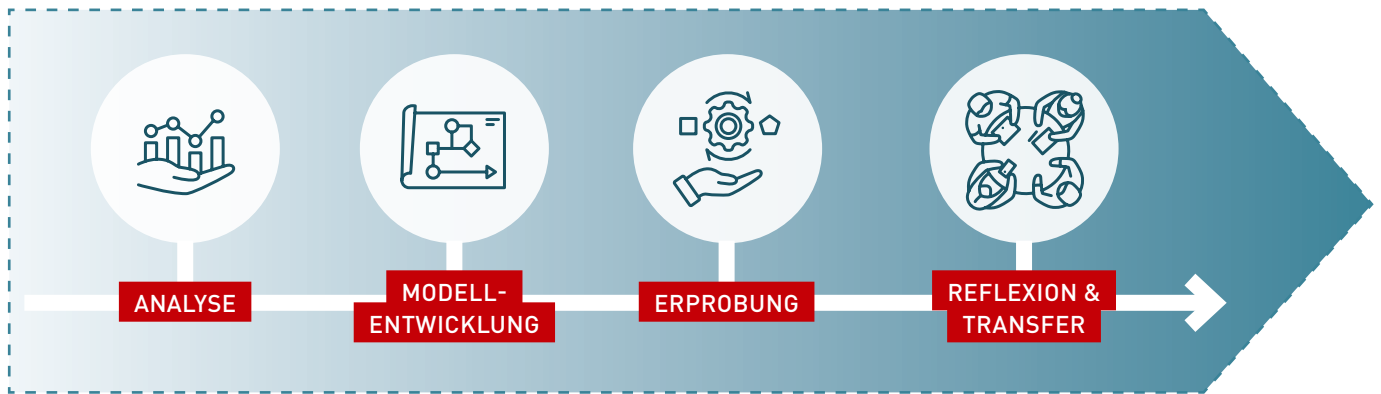 ANALYSE
MODELL-
ENTWICKLUNG
ERPROBUNG
REFLEXION &
TRANSFER